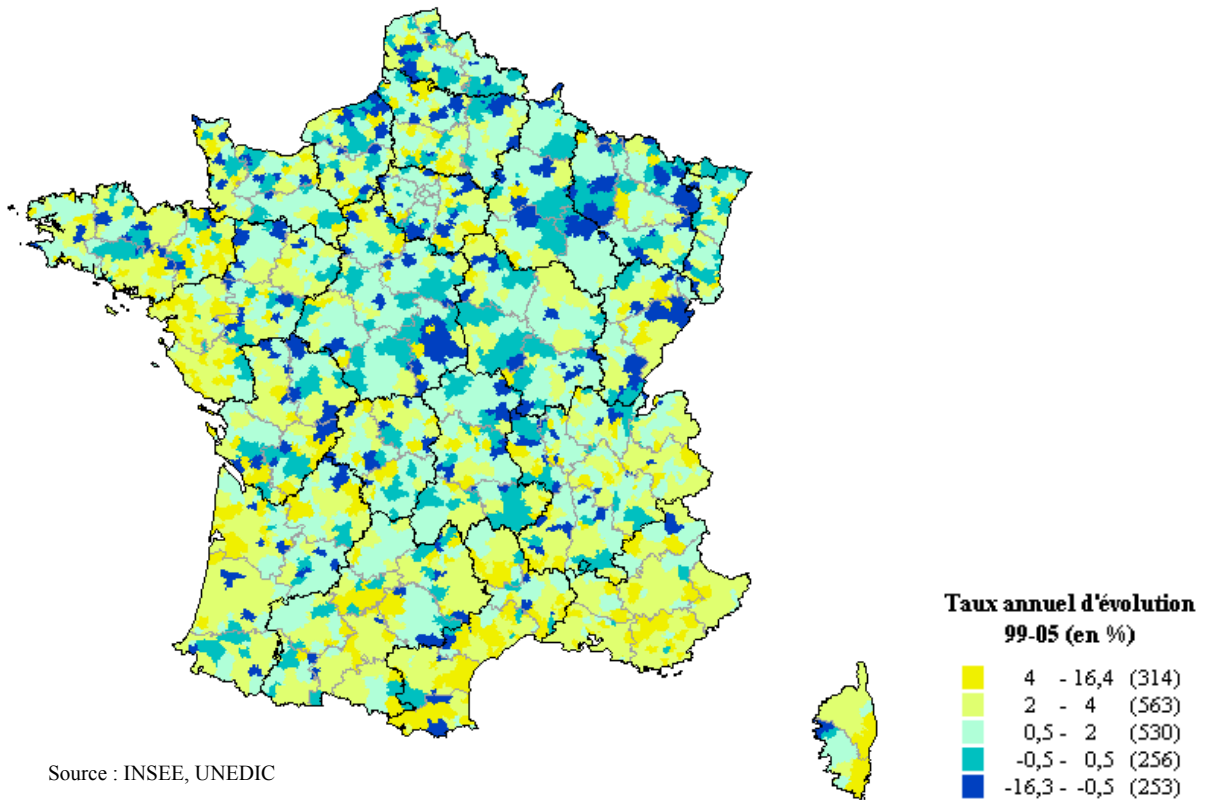 Taux annuel d'évolution
99-05 (en %)
4 - 16,4 (314)
2 - 4 (563)
0,5 - 2 (530)
-0,5 - 0,5 (256)
-16,3 - -0,5 (253)
Source : INSEE, UNEDIC